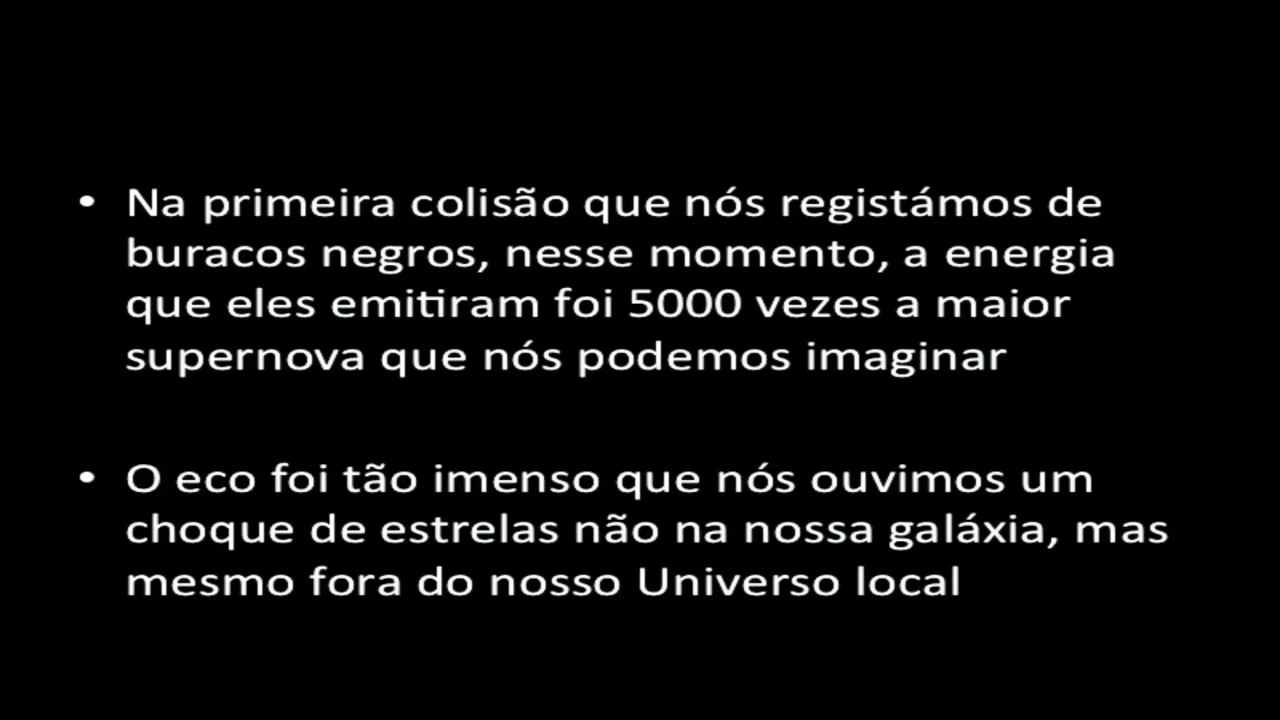 • Na primeira colisão que nós registámos de
buracos negros, nesse momento, a energia
que eles emitiram foi 5000 vezes a maior
supernova que nós podemos imaginar
• O eco foi tão imenso que nós ouvimos um
choque de estrelas não na nossa galáxia, mas
mesmo fora do nosso Universo local